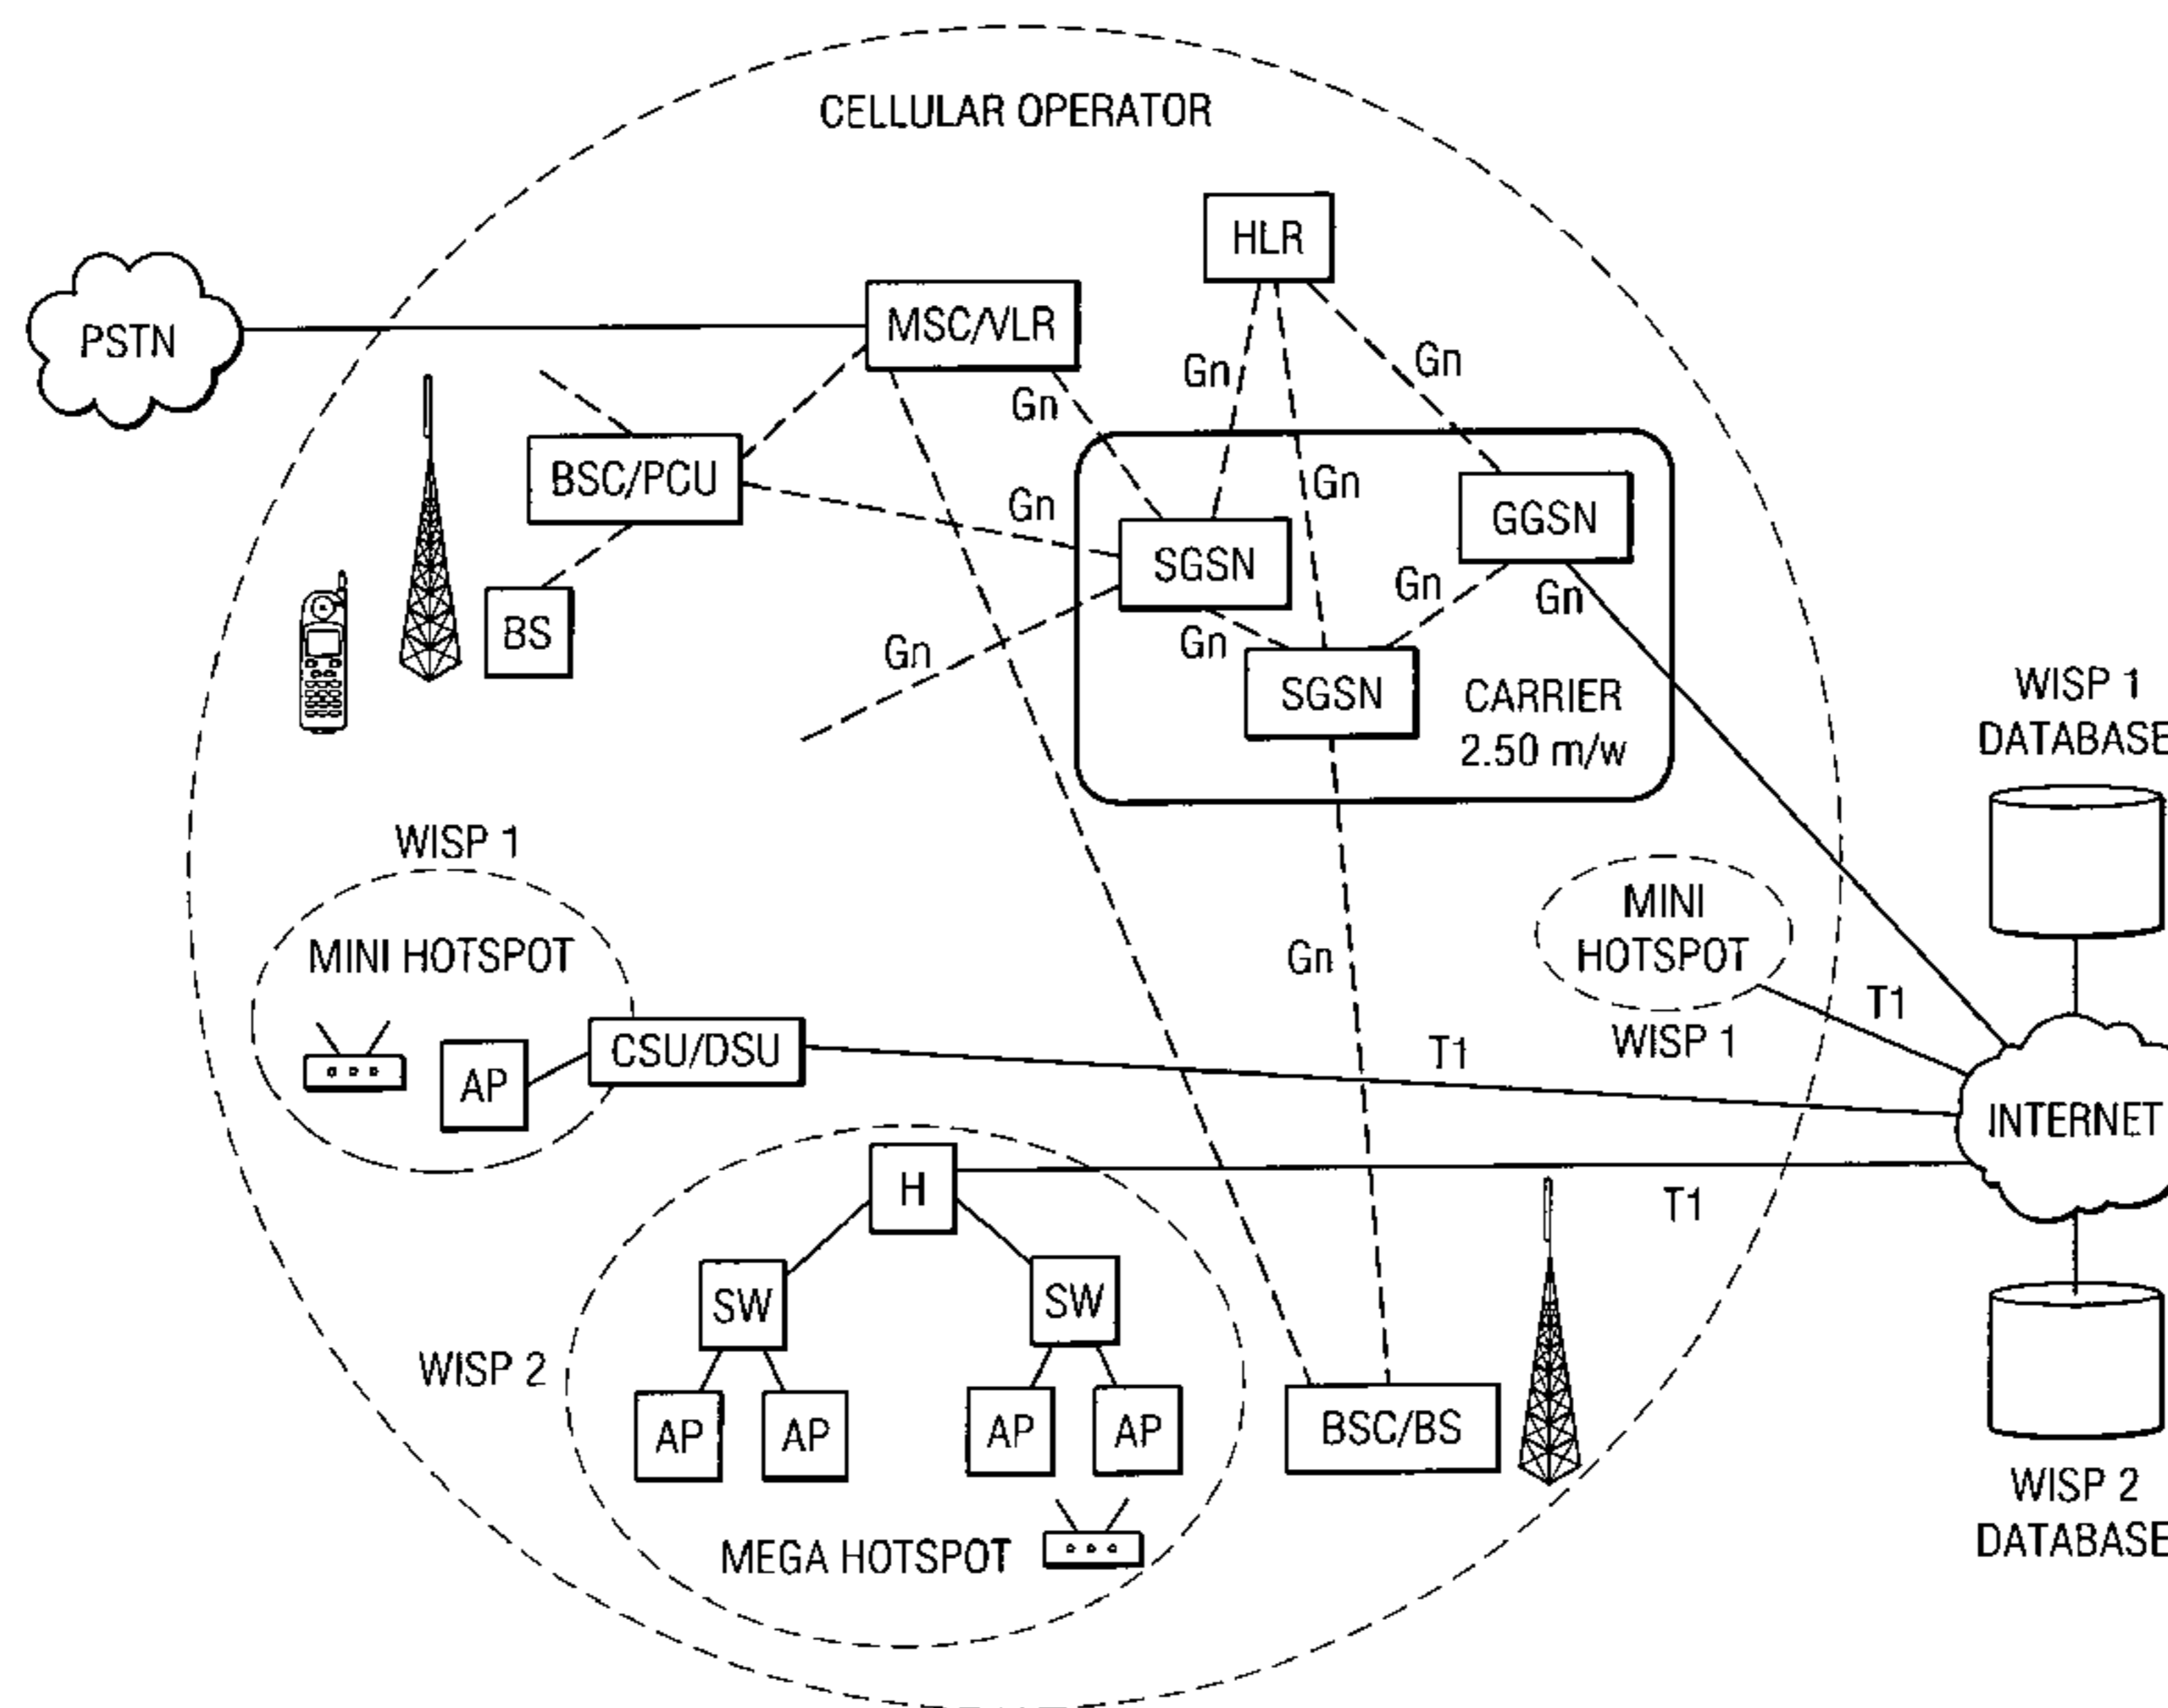 CELLULAR OPERATOR
HLR
PSTN
MSC/VLR
Gn
Gn
Gn
BSC/PCU
Gn
Gn
GGSN
SGSN
Gn
Gn
BS
Gn
Gn
SGSN
CARRIER
2.50 m/w
WISP 1
DATABASE
WISP 1
MINI HOTSPOT
MINI
HOTSPOT
Gn
T1
WISP 1
CSU/DSU
T1
AP
INTERNET
H
T1
SW
SW
WISP 2
AP
AP
AP
AP
BSC/BS
MEGA HOTSPOT
WISP 2
DATABASE